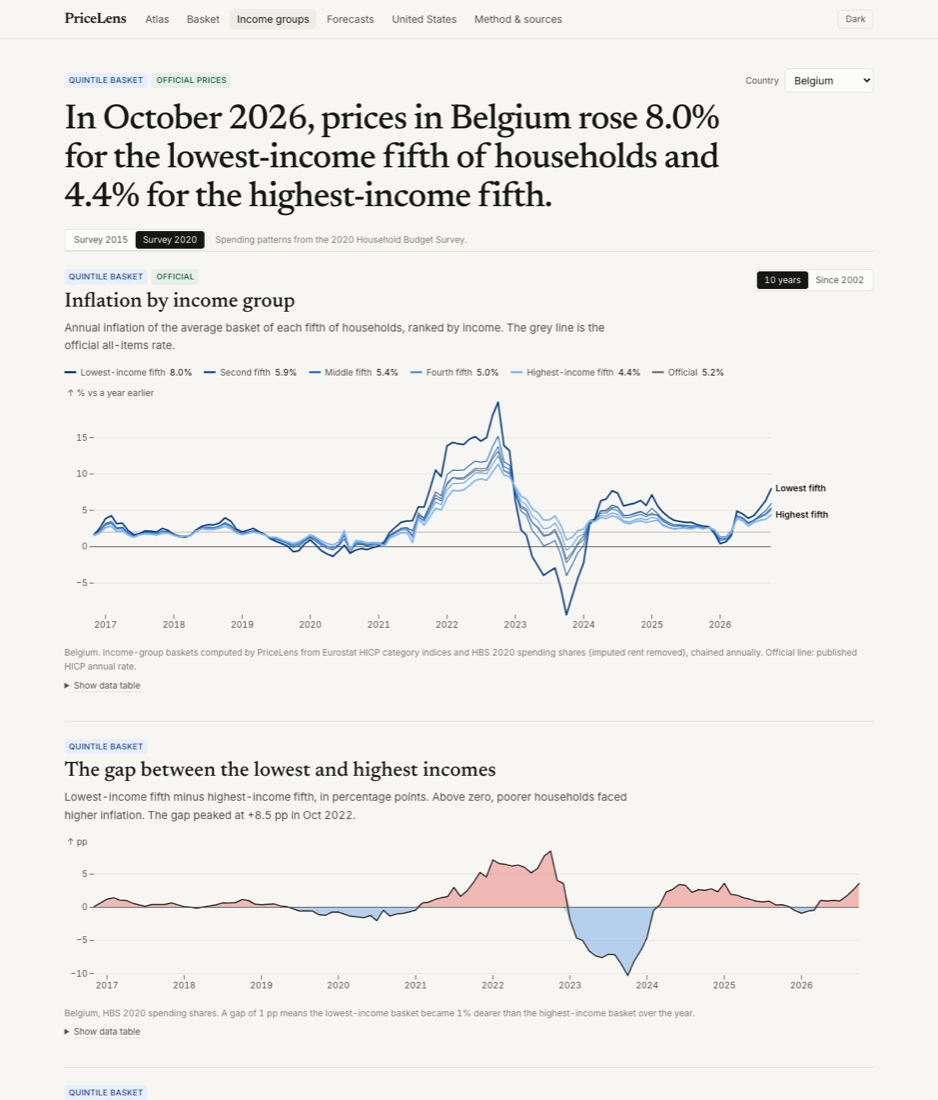 PriceLens Atlas Basket Income groups Forecasts United States Method & sources Dark
QUINTILE BASKET OFFICIAL PRICES Country Belgium
In October 2026, prices in Belgium rose 8.0%
for the lowest-income fifth of households and
4.4% for the highest-income fifth.
Survey 2015 Survey 2020 Spending patterns from the 2020 Household Budget Survey.
QUINTILE BASKET OFFICIAL 10 years Since 2002
Inflation by income group
Annual inflation of the average basket of each fifth of households, ranked by income. The grey line is the
official all-items rate.
Lowest-income fifth 8.0% Second fifth 5.9% Middle fifth 5.4% Fourth fifth 5.0% Highest-income fifth 4.4% Official 5.2%
↑ % vs a year earlier
15
10
Lowest fifth
5
Highest fifth
0
−5
2017 2018 2019 2020 2021 2022 2023 2024 2025 2026
Belgium. Income-group baskets computed by PriceLens from Eurostat HICP category indices and HBS 2020 spending shares (imputed rent removed), chained annually. Official line: published
HICP annual rate.
Show data table
QUINTILE BASKET
The gap between the lowest and highest incomes
Lowest-income fifth minus highest-income fifth, in percentage points. Above zero, poorer households faced
higher inflation. The gap peaked at +8.5 pp in Oct 2022.
↑ pp
5
0
−5
−10
2017 2018 2019 2020 2021 2022 2023 2024 2025 2026
Belgium, HBS 2020 spending shares. A gap of 1 pp means the lowest-income basket became 1% dearer than the highest-income basket over the year.
Show data table
QUINTILE BASKET